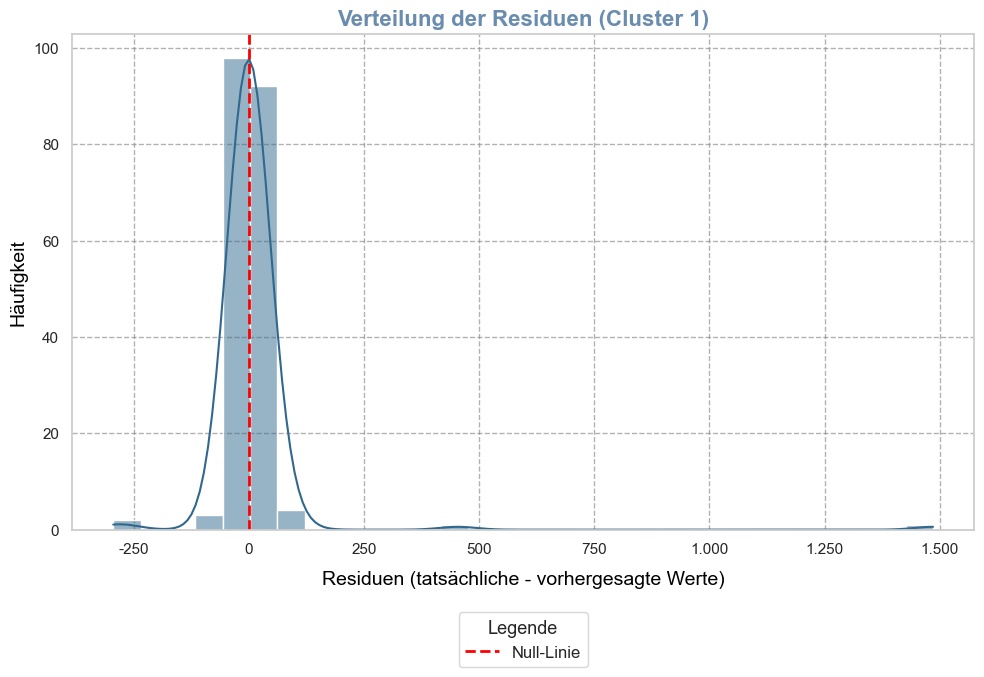 Verteilung der Residuen (Cluster 1)
100
80
60
40
20
0
Häufigkeit
-250 0 250 500 750 1.000 1.250 1.500
Residuen (tatsächliche - vorhergesagte Werte)
Legende
Null-Linie